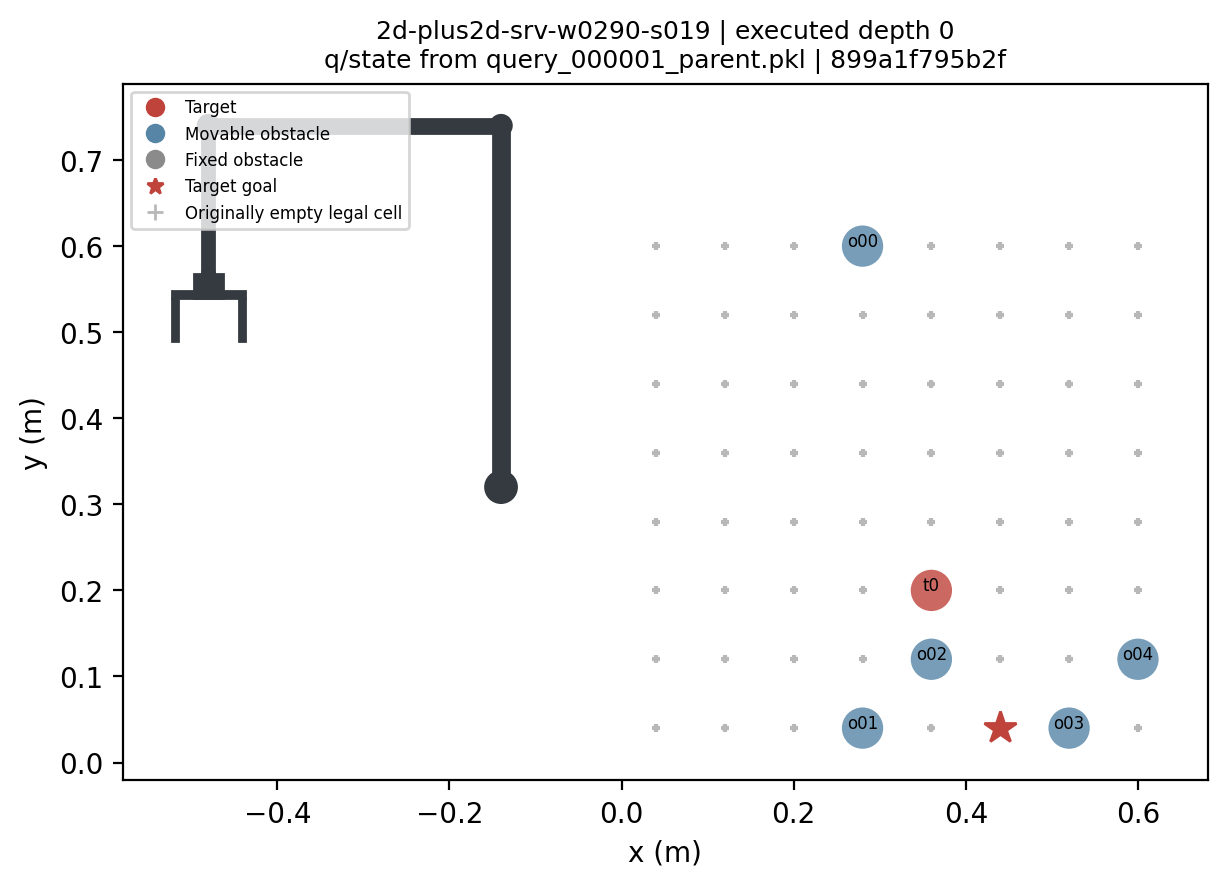 2d-plus2d-srv-w0290-s019 | executed depth 0
q/state from query_000001_parent.pkl | 899a1f795b2f
Target
Movable obstacle
Fixed obstacle
Target goal
Originally empty legal cell
0.7
0.6
0.5
0.4
0.3
0.2
0.1
0.0
y (m)
o00
t0
o02
o04
o01
o03
−0.4
−0.2
0.0
0.2
0.4
0.6
x (m)